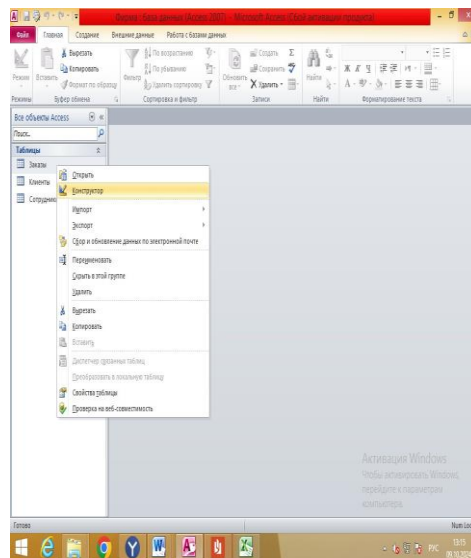 Фирма : база данных (Access 2007) - Microsoft Access (Сбой активации продукта)
Файл Главная Создание Внешние данные Работа с базами данных
Режим
Вставить
Вырезать
Копировать
Формат по образцу
Фильтр
По возрастанию
По убыванию
Удалить сортировку
Обновить все
Создать
Сохранить
Удалить
Найти
Ж К Ч
Режимы Буфер обмена Сортировка и фильтр Записи Найти Форматирование текста
Все объекты Access
Поиск...
Таблицы
Заказы
Клиенты
Открыть
Конструктор
Импорт
Экспорт
Сбор и обновление данных по электронной почте
Переименовать
Скрыть в этой группе
Удалить
Вырезать
Копировать
Вставить
Диспетчер связанных таблиц
Преобразовать в локальную таблицу
Свойства таблицы
Проверка на веб-совместимость
Активация Windows
Чтобы активировать Windows,
перейдите к параметрам
компьютера.
Готово
РУС
13:15